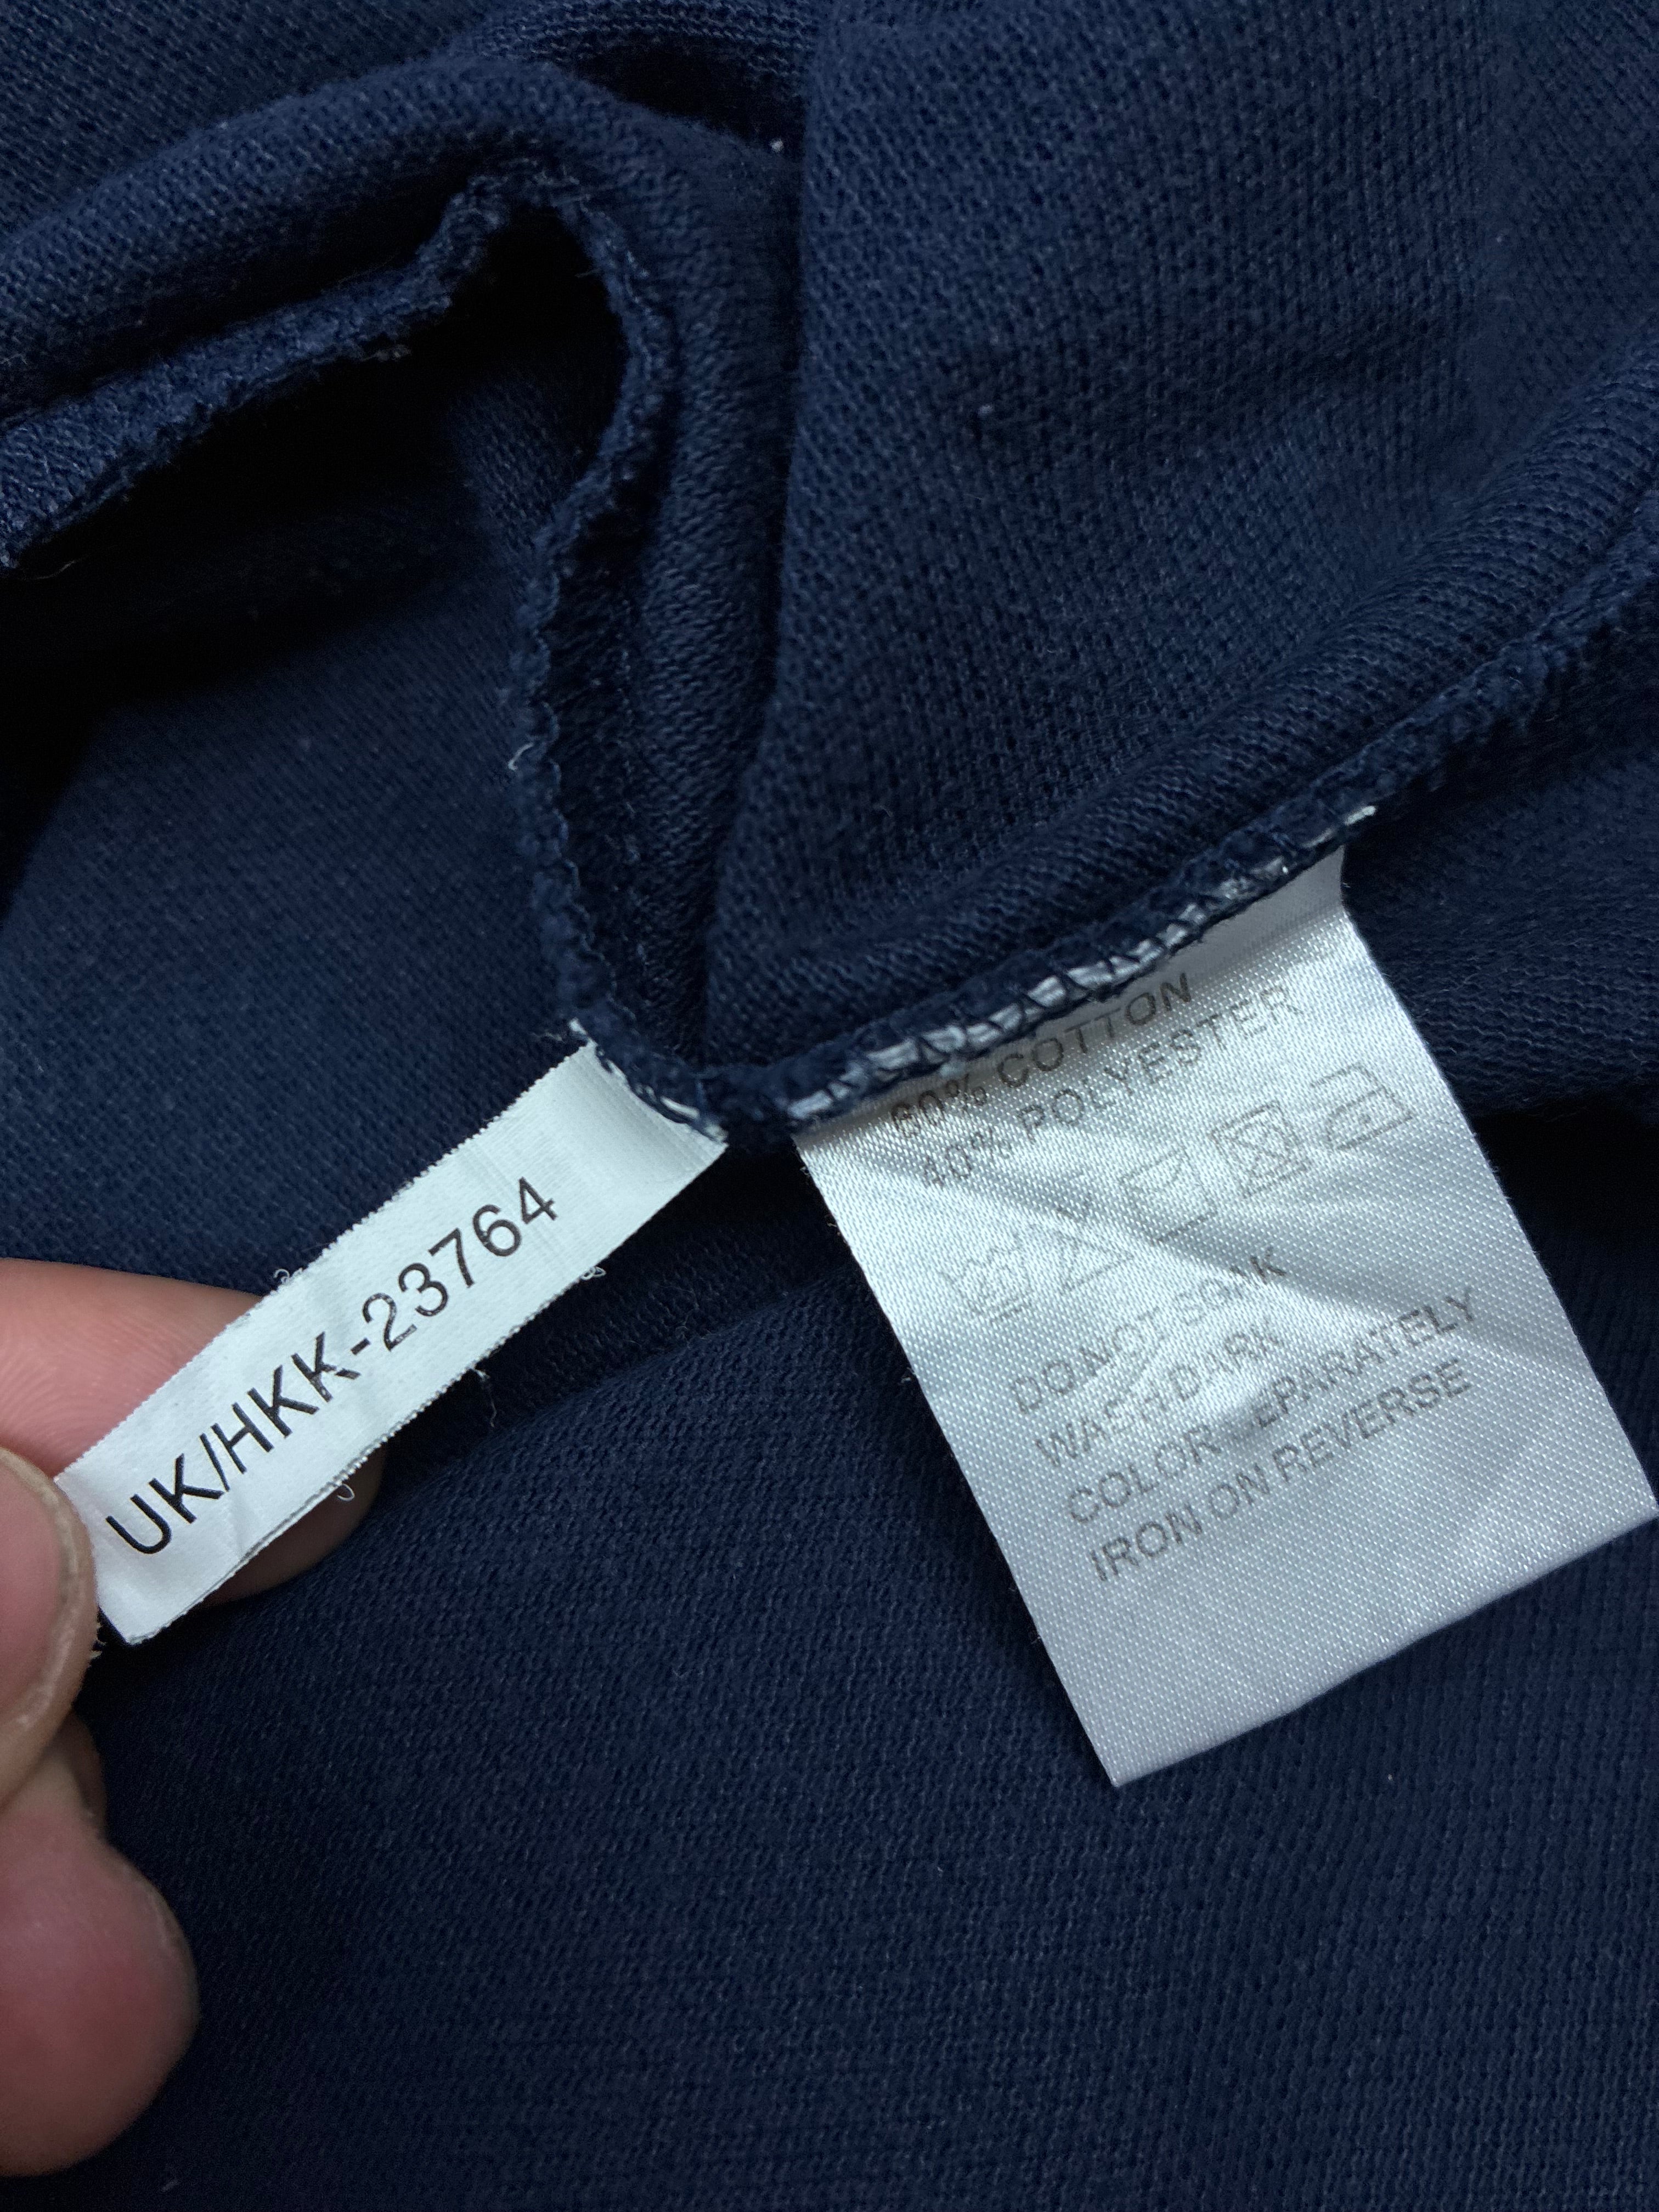 UK/HKK-23764
60% COTTON
40% POLYESTER
DO NOT SOAK
WASH DARK
COLOR SEPARATELY
IRON ON REVERSE